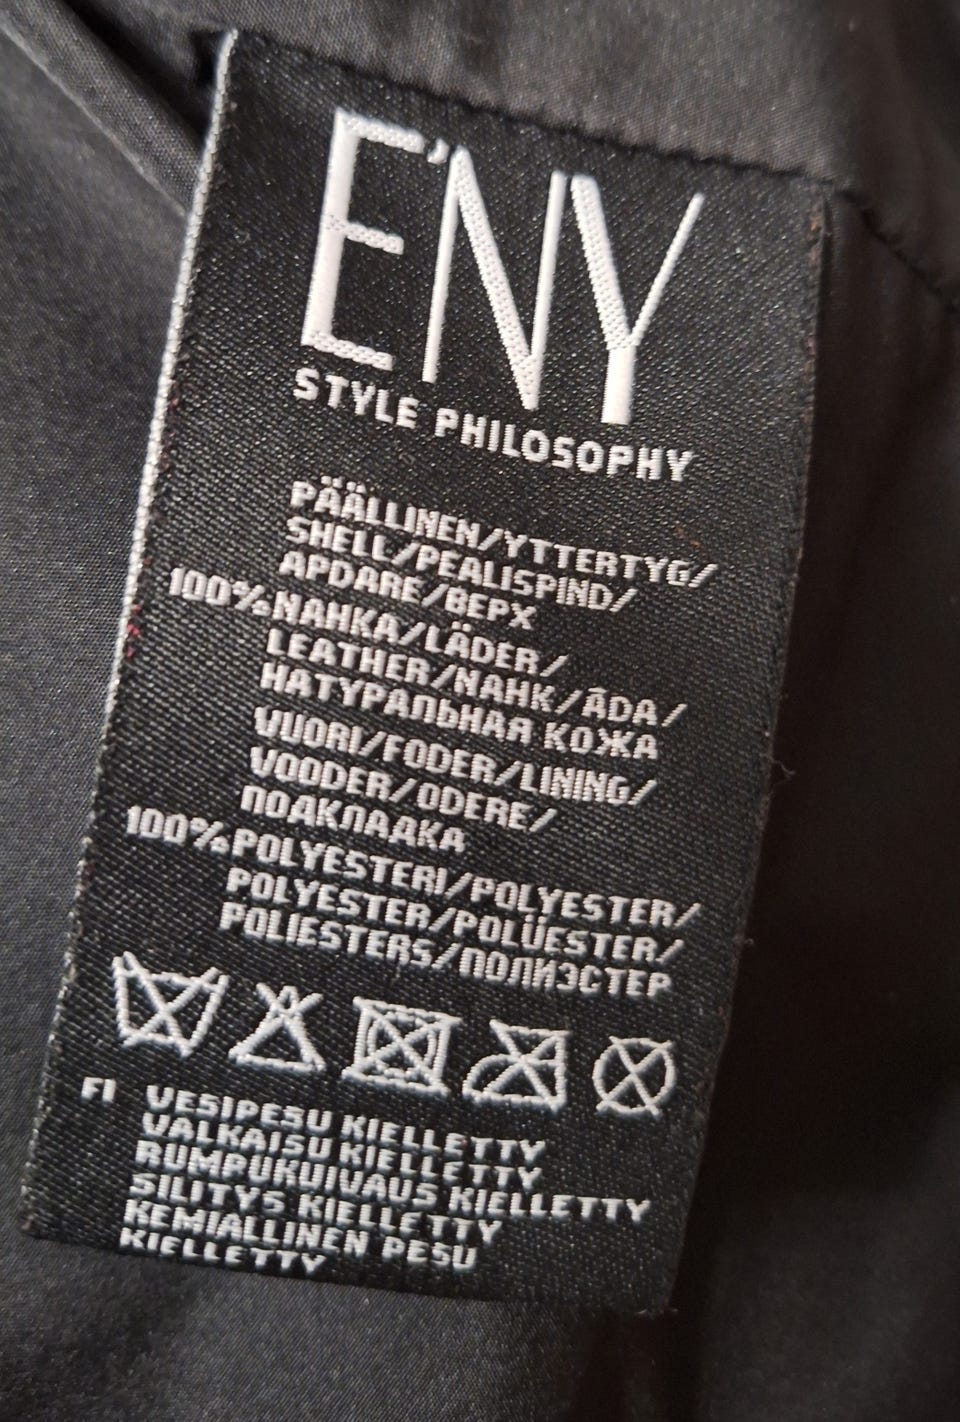 E'NY
STYLE PHILOSOPHY
PÄÄLLINEN/YTTERTYG/
SHELL/PEALISPIND/
APDARE/ВЕРХ
100%NAHKA/LÄDER/
LEATHER/NAHK/ĀDA/
НАТУРАЛЬНАЯ КОЖА
VUORI/FODER/LINING/
VOODER/ODERE/
ПОАКЛААКА
100%POLYESTERI/POLYESTER/
POLYESTER/POLÜESTER/
POLIESTERS/ПОЛИЭСТЕР
FI VESIPESU KIELLETTY
VALKAISU KIELLETTY
RUMPUKUIVAUS KIELLETTY
SILITYS KIELLETTY
KEMIALLINEN PESU
KIELLETTY